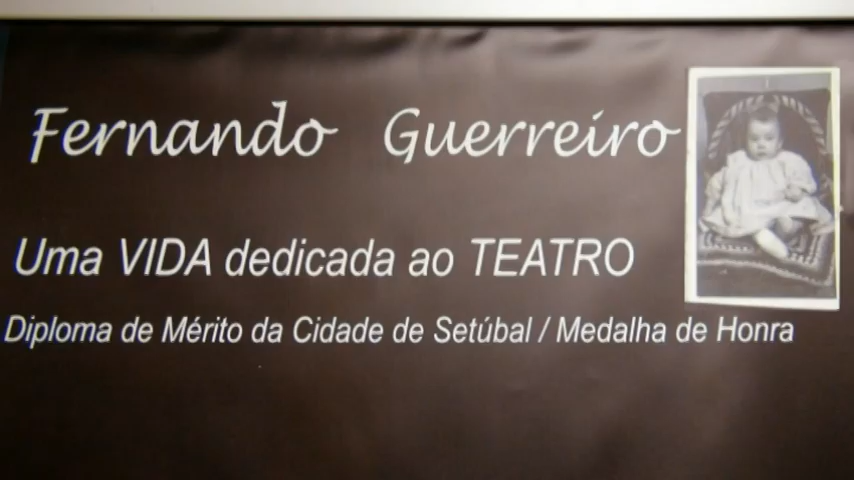 Fernando Guerreiro
Uma VIDA dedicada ao TEATRO
Diploma de Mérito da Cidade de Setúbal / Medalha de Honra